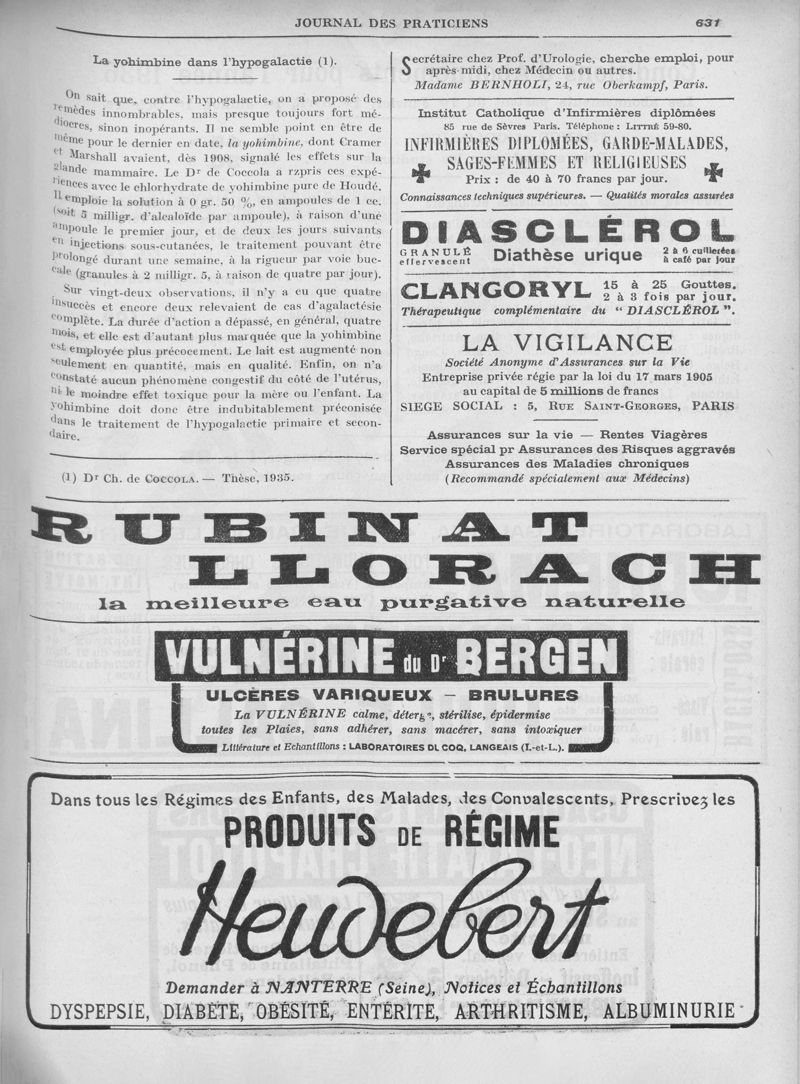 JOURNAL DES PRATICIENS
631
La yohimbine dans l'hypogalactie (1).
On sait que, contre l'hypogalactie, on a proposé des
remèdes innombrables, mais presque toujours fort mé-
diocres, sinon inopérants. Il ne semble point en être de
même pour le dernier en date, la yohimbine, dont Cramer
et Marshall avaient, dès 1908, signalé les effets sur la
glande mammaire. Le Dr de Coccola a rzpris ces expé-
riences avec le chlorhydrate de yohimbine pure de Houdé.
Il emploie la solution à 0 gr. 50 %, en ampoules de 1 cc.
(soit 5 milligr. d'alcaloïde par ampoule), à raison d'une
ampoule le premier jour, et de deux les jours suivants
en injections sous-cutanées, le traitement pouvant être
prolongé durant une semaine, à la rigueur par voie buc-
cale (granules à 2 milligr. 5, à raison de quatre par jour).
Sur vingt-deux observations, il n'y a eu que quatre
insuccès et encore deux relevaient de cas d'agalactésie
complète. La durée d'action a dépassé, en général, quatre
mois, et elle est d'autant plus marquée que la yohimbine
est employée plus précocement. Le lait est augmenté non
seulement en quantité, mais en qualité. Enfin, on n'a
constaté aucun phénomène congestif du côté de l'utérus,
ni le moindre effet toxique pour la mère ou l'enfant. La
yohimbine doit donc être indubitablement préconisée
dans le traitement de l'hypogalactie primaire et secon-
daire.
(1) Dr Ch. de COCCOLA. — Thèse, 1935.
Secrétaire chez Prof. d'Urologie, cherche emploi, pour
après-midi, chez Médecin ou autres.
Madame BERNHOLI, 24, rue Oberkampf, Paris.
Institut Catholique d'Infirmières diplômées
85 rue de Sèvres Paris. Téléphone : LITTRÉ 59-80.
INFIRMIÈRES DIPLOMÉES, GARDE-MALADES,
SAGES-FEMMES ET RELIGIEUSES
Prix : de 40 à 70 francs par jour.
Connaissances techniques supérieures. — Qualités morales assurées
DIASCLÉROL
GRANULÉ effervescent Diathèse urique 2 à 6 cuillerées à café par jour
CLANGORYL 15 à 25 Gouttes. 2 à 3 fois par jour.
Thérapeutique complémentaire du " DIASCLÉROL ".
LA VIGILANCE
Société Anonyme d'Assurances sur la Vie
Entreprise privée régie par la loi du 17 mars 1905
au capital de 5 millions de francs
SIEGE SOCIAL : 5, RUE SAINT-GEORGES, PARIS
Assurances sur la vie — Rentes Viagères
Service spécial pr Assurances des Risques aggravés
Assurances des Maladies chroniques
(Recommandé spécialement aux Médecins)
RUBINAT
LLORACH
la meilleure eau purgative naturelle
VULNÉRINE du Dr BERGEN
ULCÈRES VARIQUEUX — BRULURES
La VULNÉRINE calme, déterge, stérilise, épidermise
toutes les Plaies, sans adhérer, sans macérer, sans intoxiquer
Littérature et Echantillons : LABORATOIRES DU COQ, LANGEAIS (I.-et-L.).
Dans tous les Régimes des Enfants, des Malades, des Convalescents, Prescrivez les
PRODUITS DE RÉGIME
Heudebert
Demander à NANTERRE (Seine), Notices et Échantillons
DYSPEPSIE, DIABÈTE, OBÉSITÉ, ENTÉRITE, ARTHRITISME, ALBUMINURIE